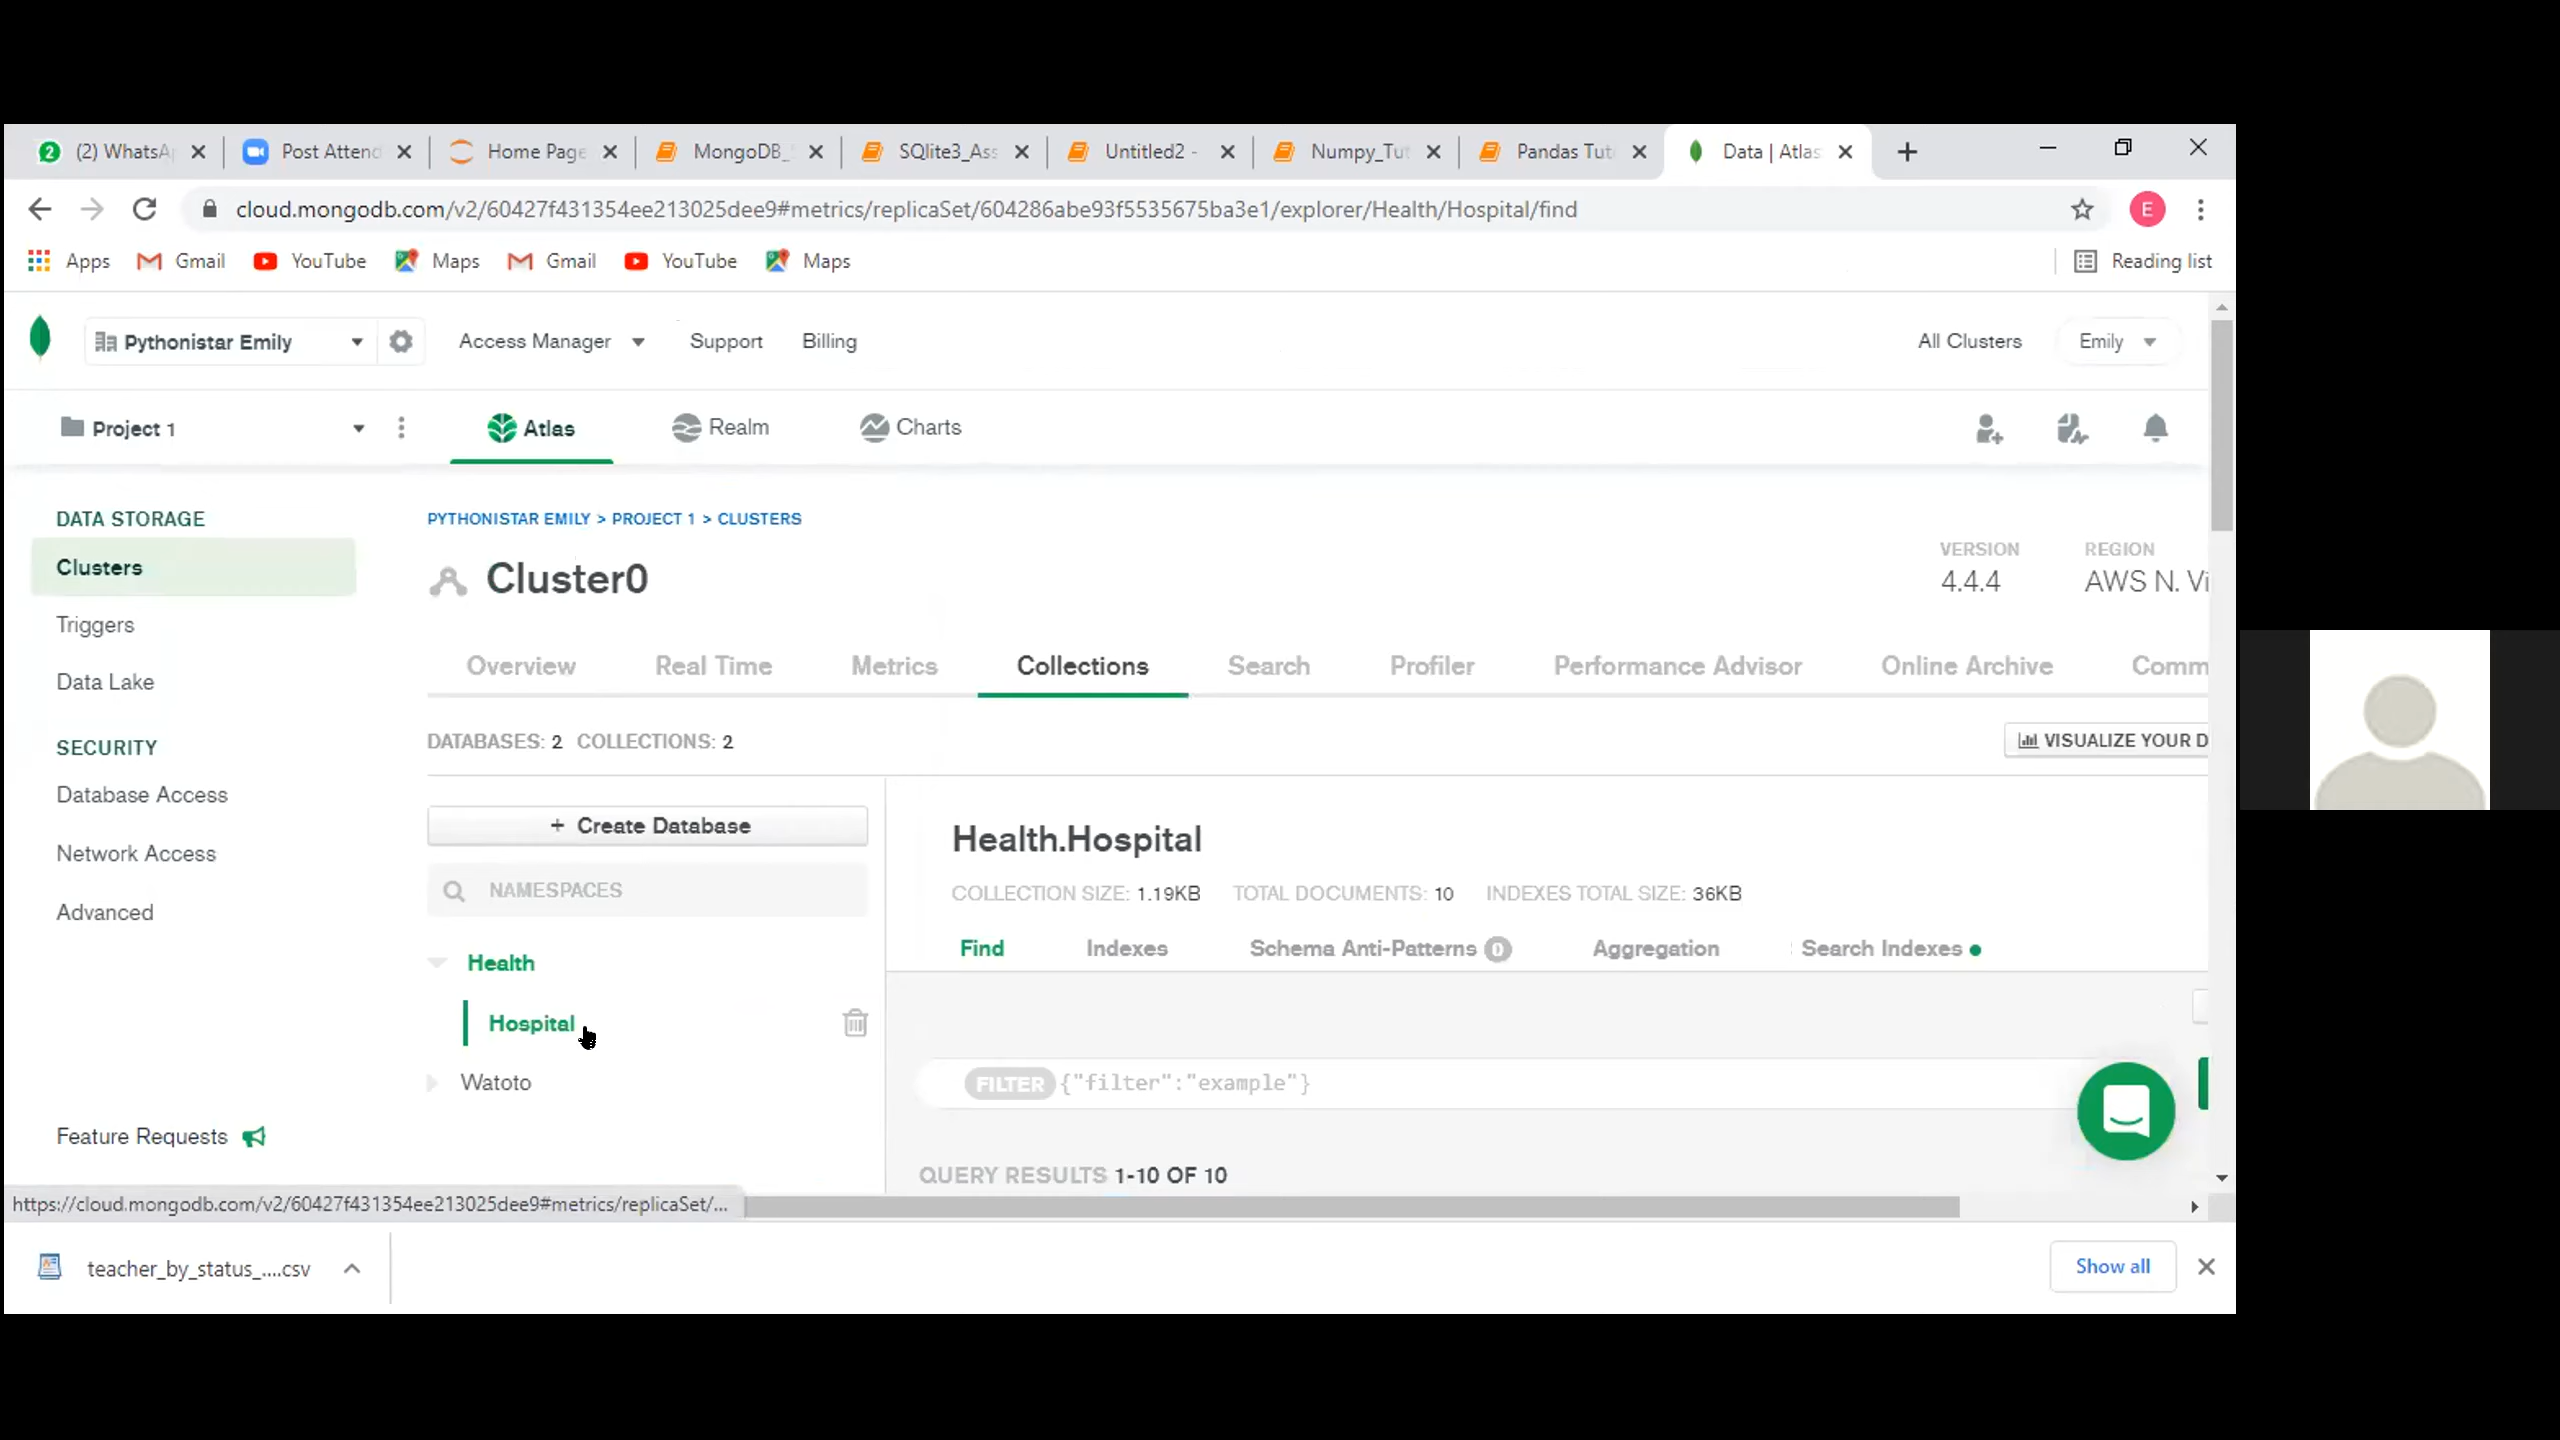 2 (2) WhatsA Post Attend Home Page MongoDB_ SQlite3_Ass Untitled2 - Numpy_Tut Pandas Tut Data | Atlas
cloud.mongodb.com/v2/60427f431354ee213025dee9#metrics/replicaSet/604286abe93f5535675ba3e1/explorer/Health/Hospital/find E
Apps Gmail YouTube Maps Gmail YouTube Maps Reading list
Pythonistar Emily Access Manager Support Billing All Clusters Emily
Project 1 Atlas Realm Charts
DATA STORAGE
Clusters
Triggers
Data Lake
SECURITY
Database Access
Network Access
Advanced
Feature Requests
PYTHONISTAR EMILY > PROJECT 1 > CLUSTERS
Cluster0
VERSION
4.4.4
REGION
AWS N. Vi
Overview Real Time Metrics Collections Search Profiler Performance Advisor Online Archive Comm
DATABASES: 2 COLLECTIONS: 2
VISUALIZE YOUR D
+ Create Database
NAMESPACES
Health
Hospital
Watoto
Health.Hospital
COLLECTION SIZE: 1.19KB TOTAL DOCUMENTS: 10 INDEXES TOTAL SIZE: 36KB
Find Indexes Schema Anti-Patterns 0 Aggregation Search Indexes
FILTER {"filter":"example"}
QUERY RESULTS 1-10 OF 10
https://cloud.mongodb.com/v2/60427f431354ee213025dee9#metrics/replicaSet/...
teacher_by_status_....csv Show all